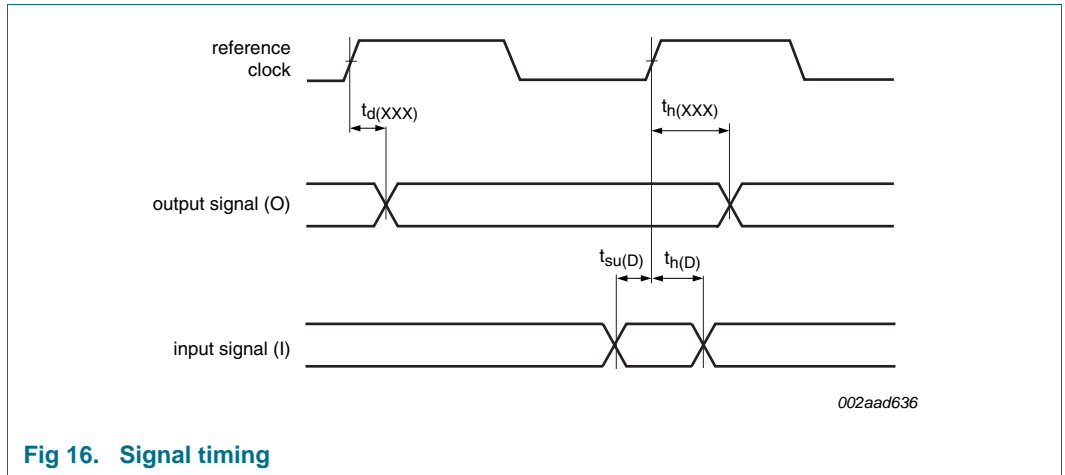 reference
clock
td(XXX)
th(XXX)
output signal (O)
tsu(D)
th(D)
input signal (I)
002aad636
Fig 16. Signal timing